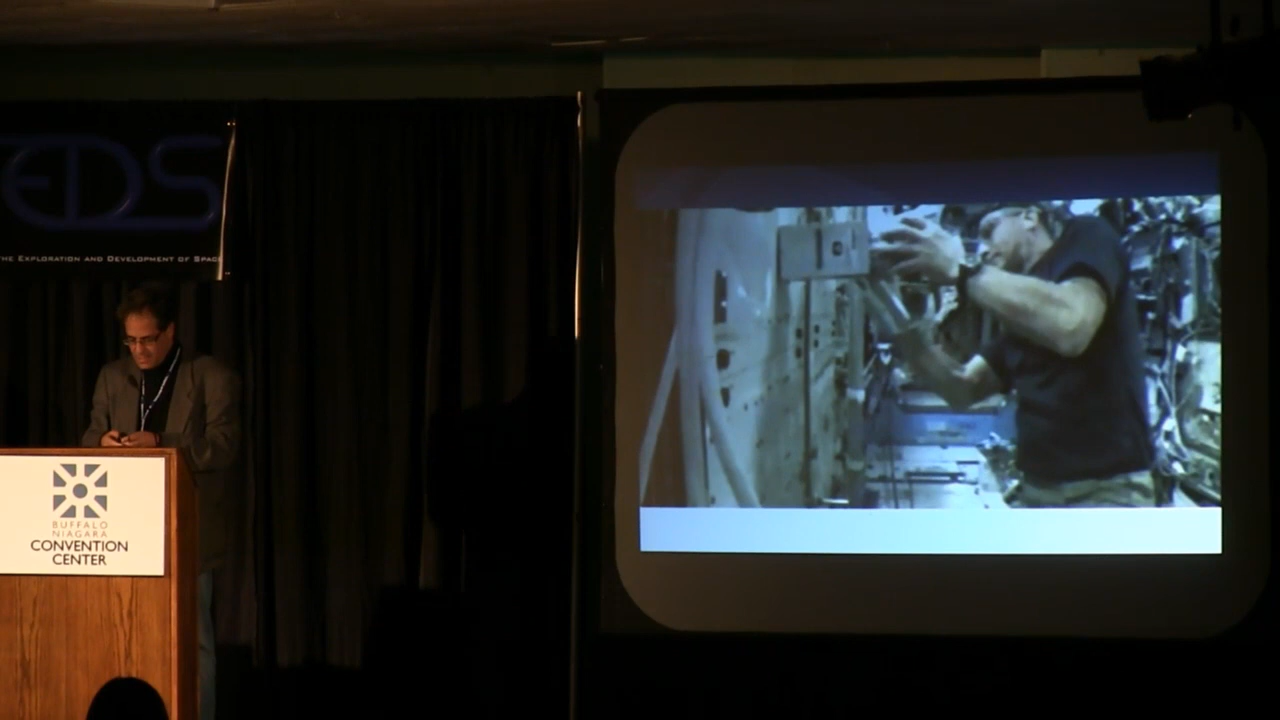 EDS
THE EXPLORATION AND DEVELOPMENT OF SPACE
BUFFALO
NIAGARA
CONVENTION
CENTER